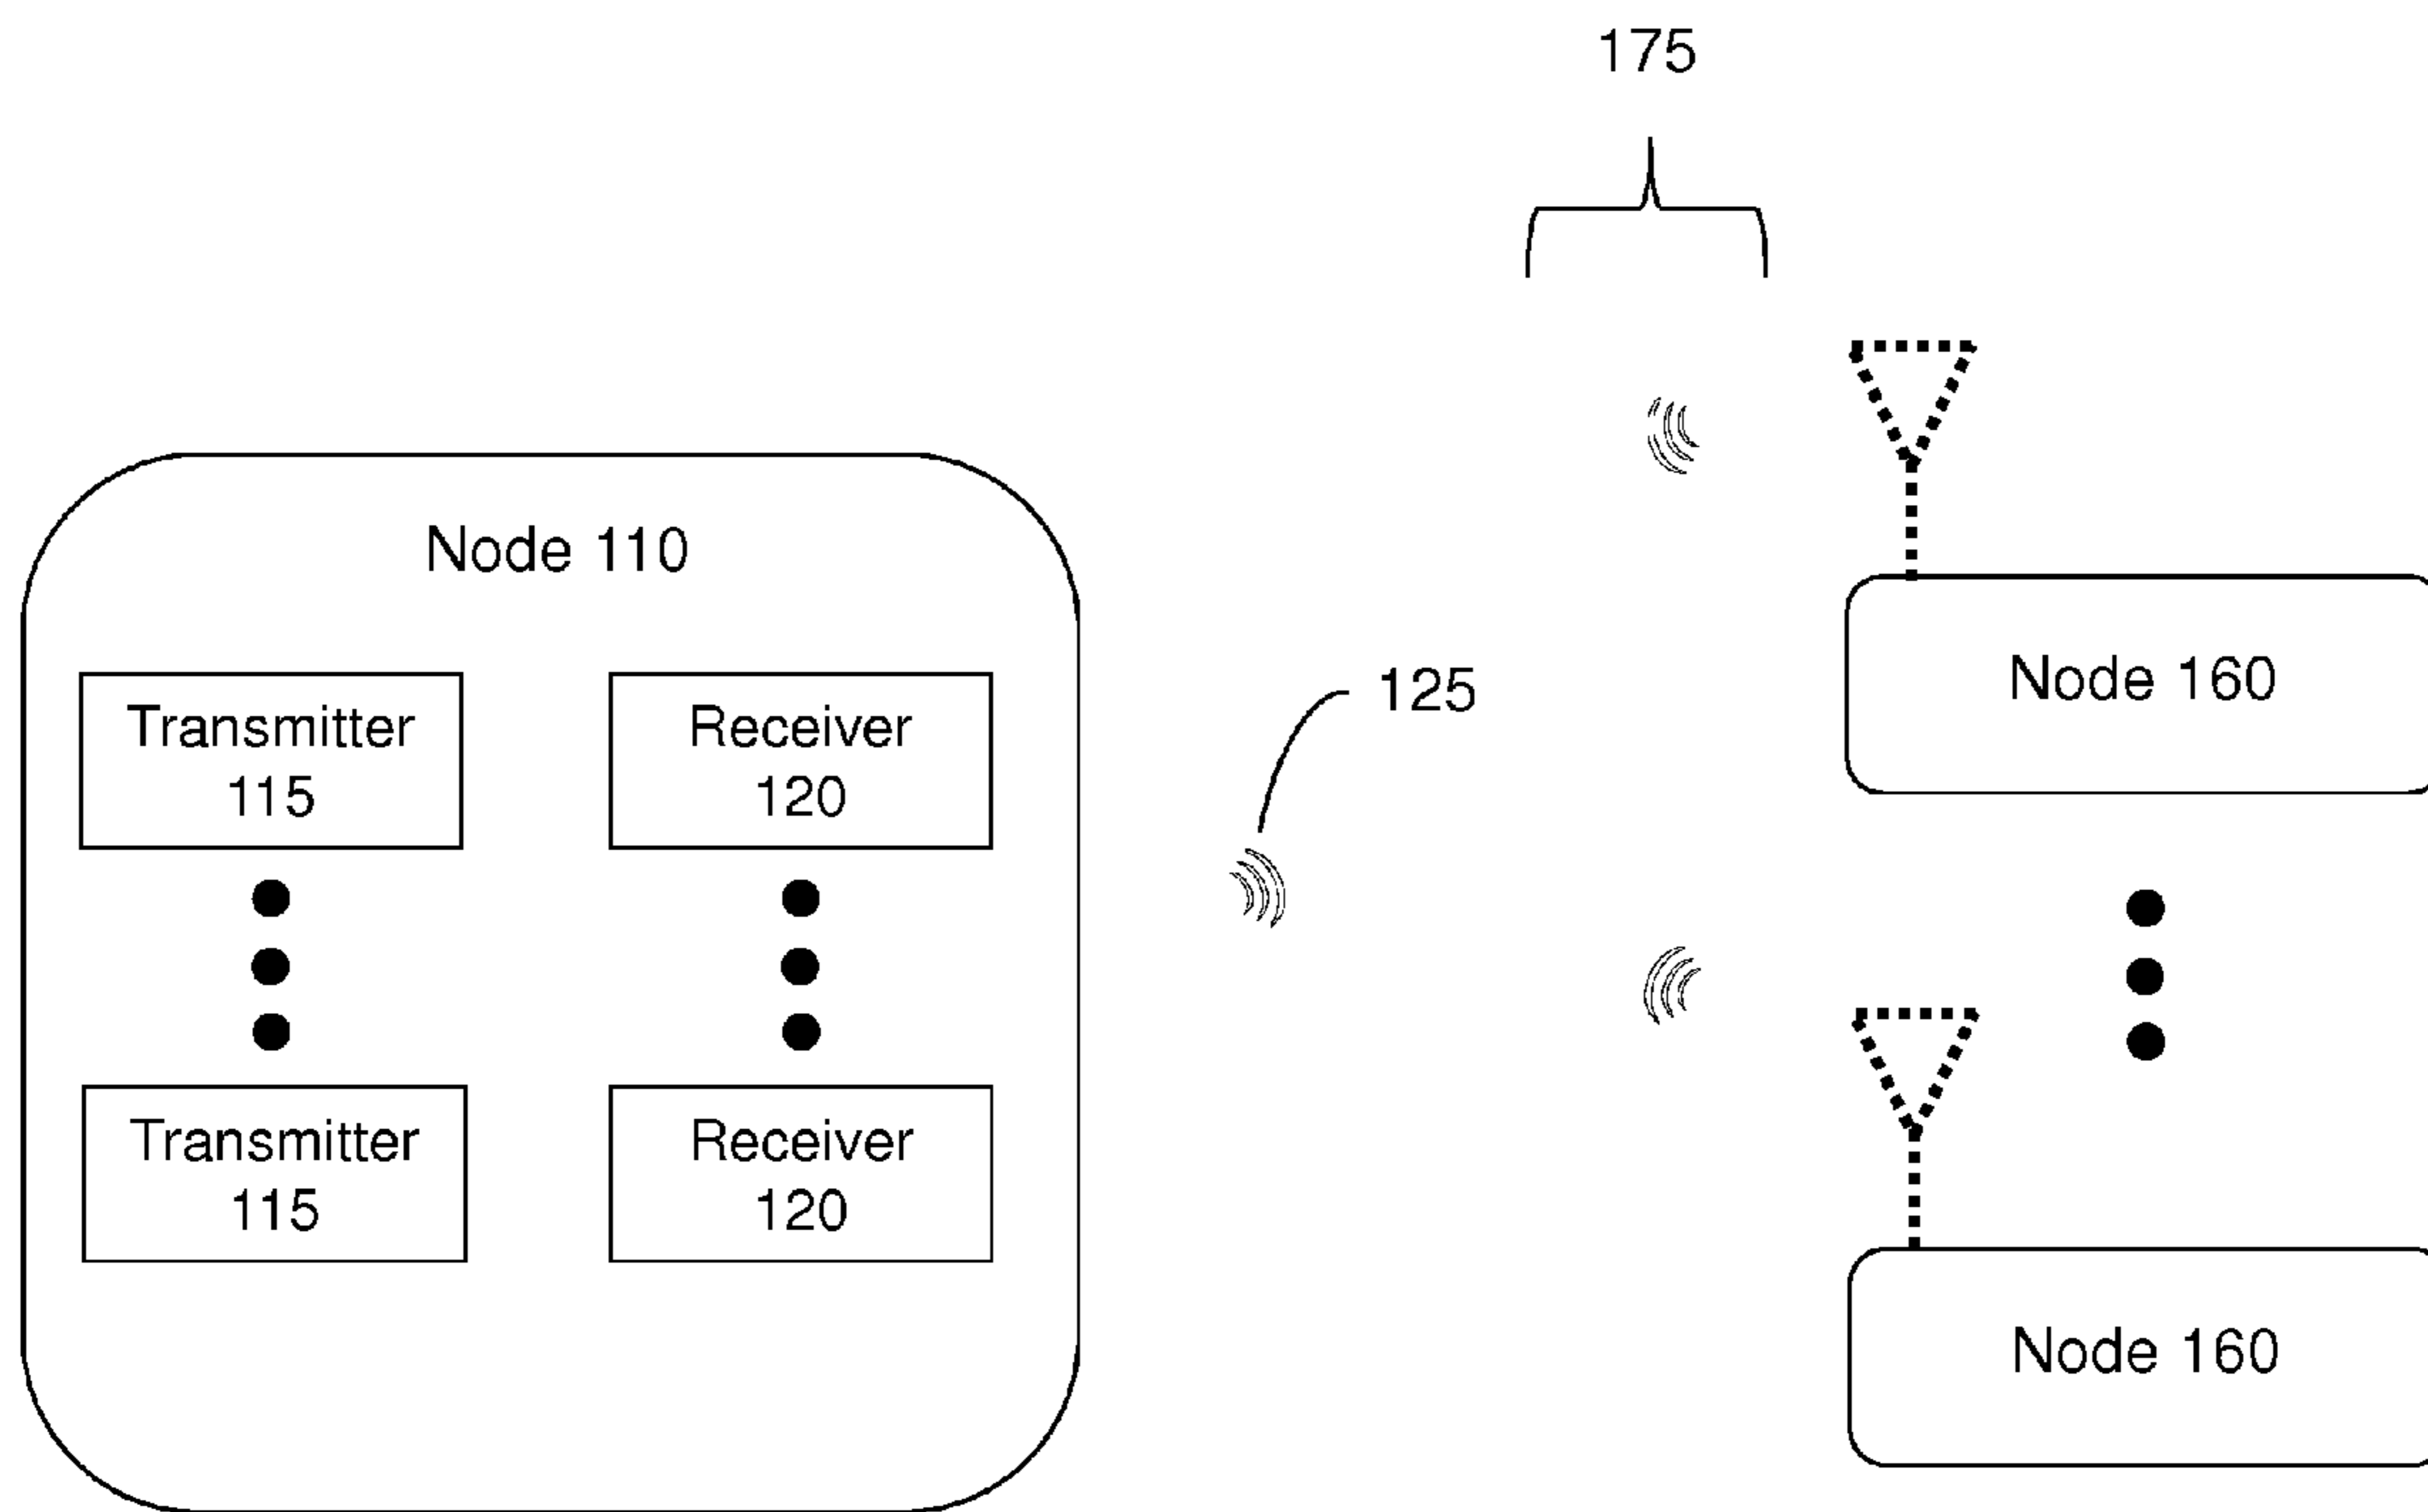 175
Node 110
Transmitter
115
Receiver
120
125
Node 160
Transmitter
115
Receiver
120
Node 160